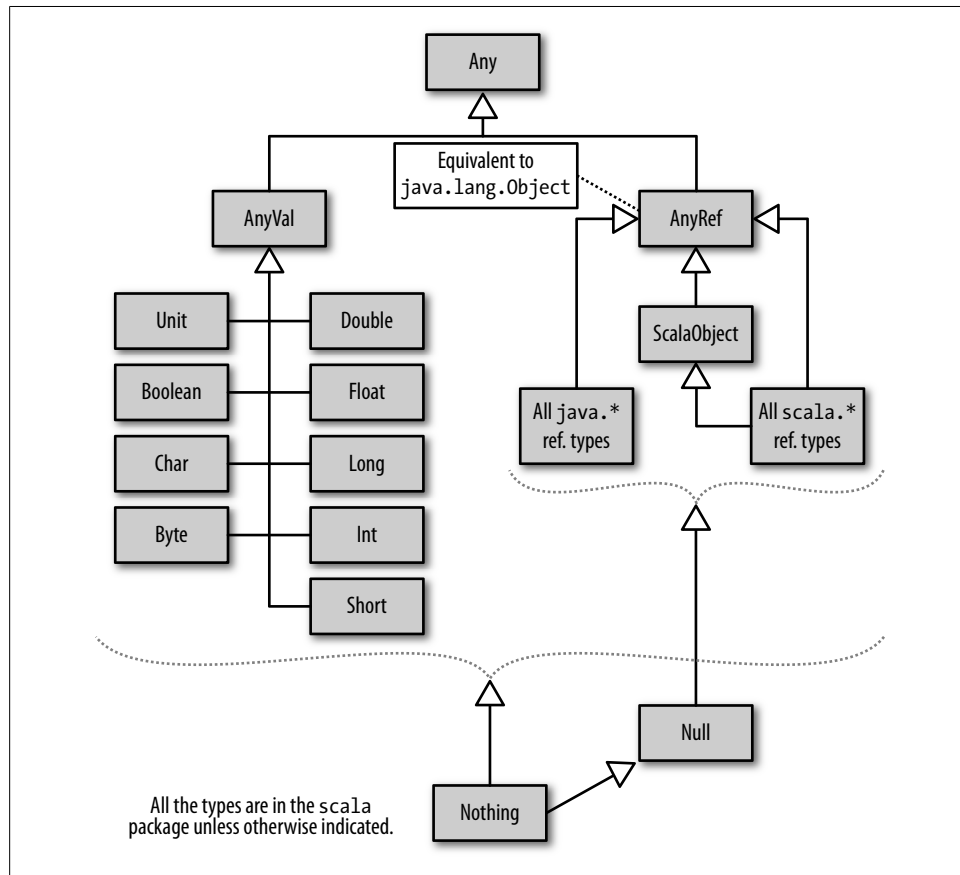 Any
Equivalent to
java.lang.Object
AnyVal
AnyRef
Unit
Double
ScalaObject
Boolean
Float
All java.*
ref. types
All scala.*
ref. types
Char
Long
Byte
Int
Short
Null
Nothing
All the types are in the scala
package unless otherwise indicated.